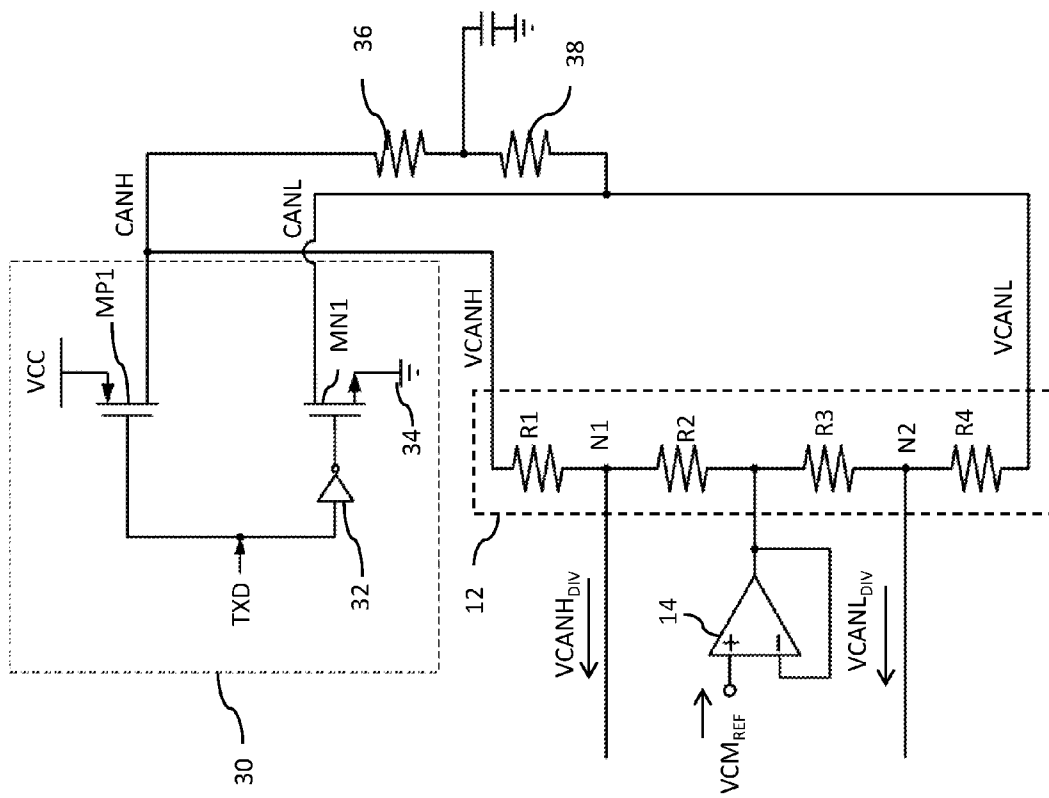 36
38
CANH
CANL
VCC
MP1
MN1
34
TXD
32
30
VCANH
VCANL
R1
N1
R2
R3
N2
R4
12
14
+
−
VCANH_DIV
VCM_REF
VCANL_DIV